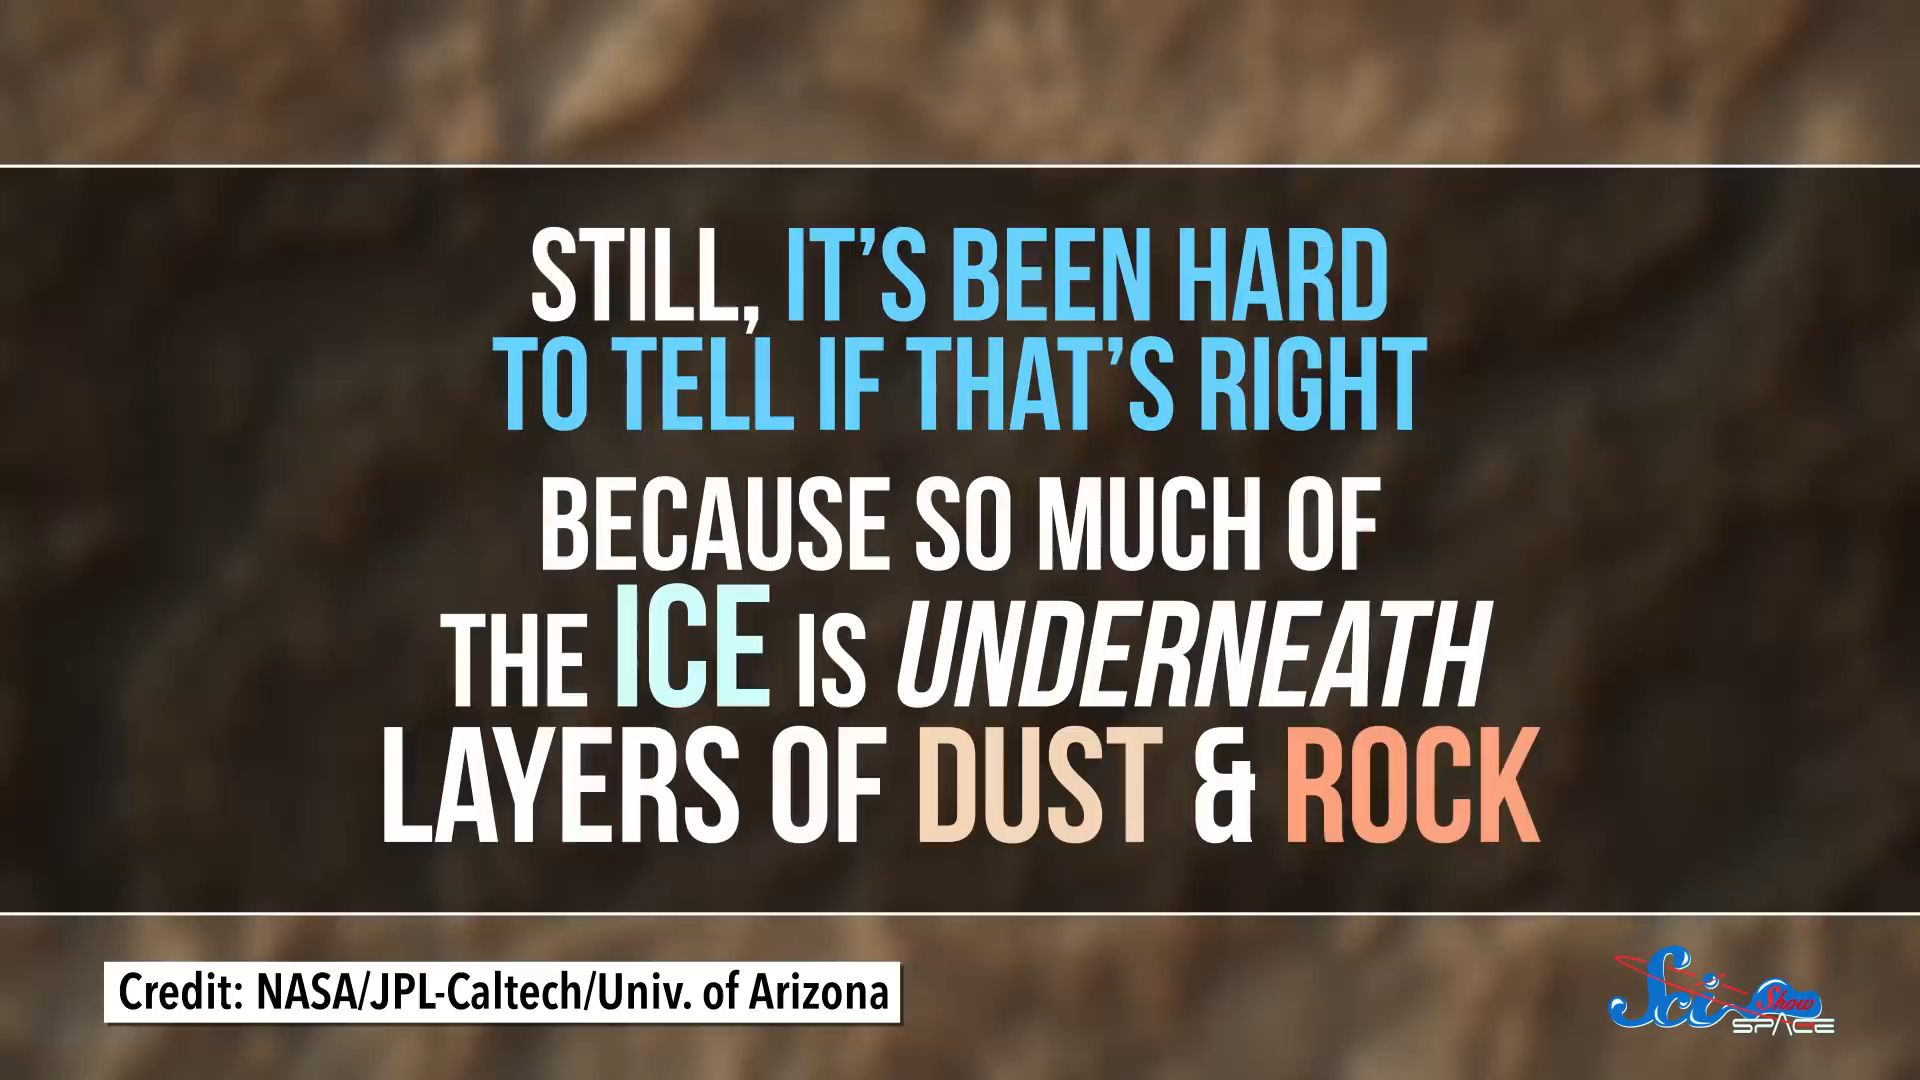 STILL, IT'S BEEN HARD
TO TELL IF THAT'S RIGHT
BECAUSE SO MUCH OF
THE ICE IS UNDERNEATH
LAYERS OF DUST & ROCK
Credit: NASA/JPL-Caltech/Univ. of Arizona
Sci Show
SPACE